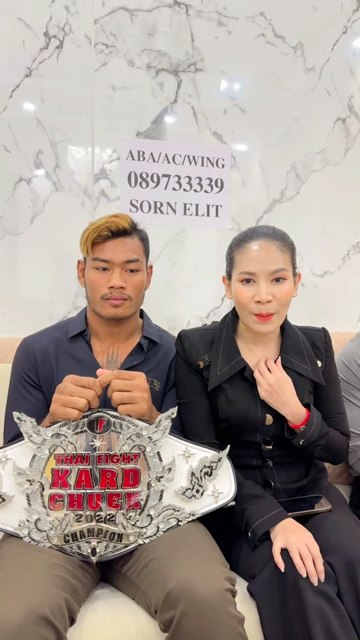 ABA/AC/WING
089733339
SORN ELIT
THAI FIGHT
KARD
CHUEK
2022
CHAMPION